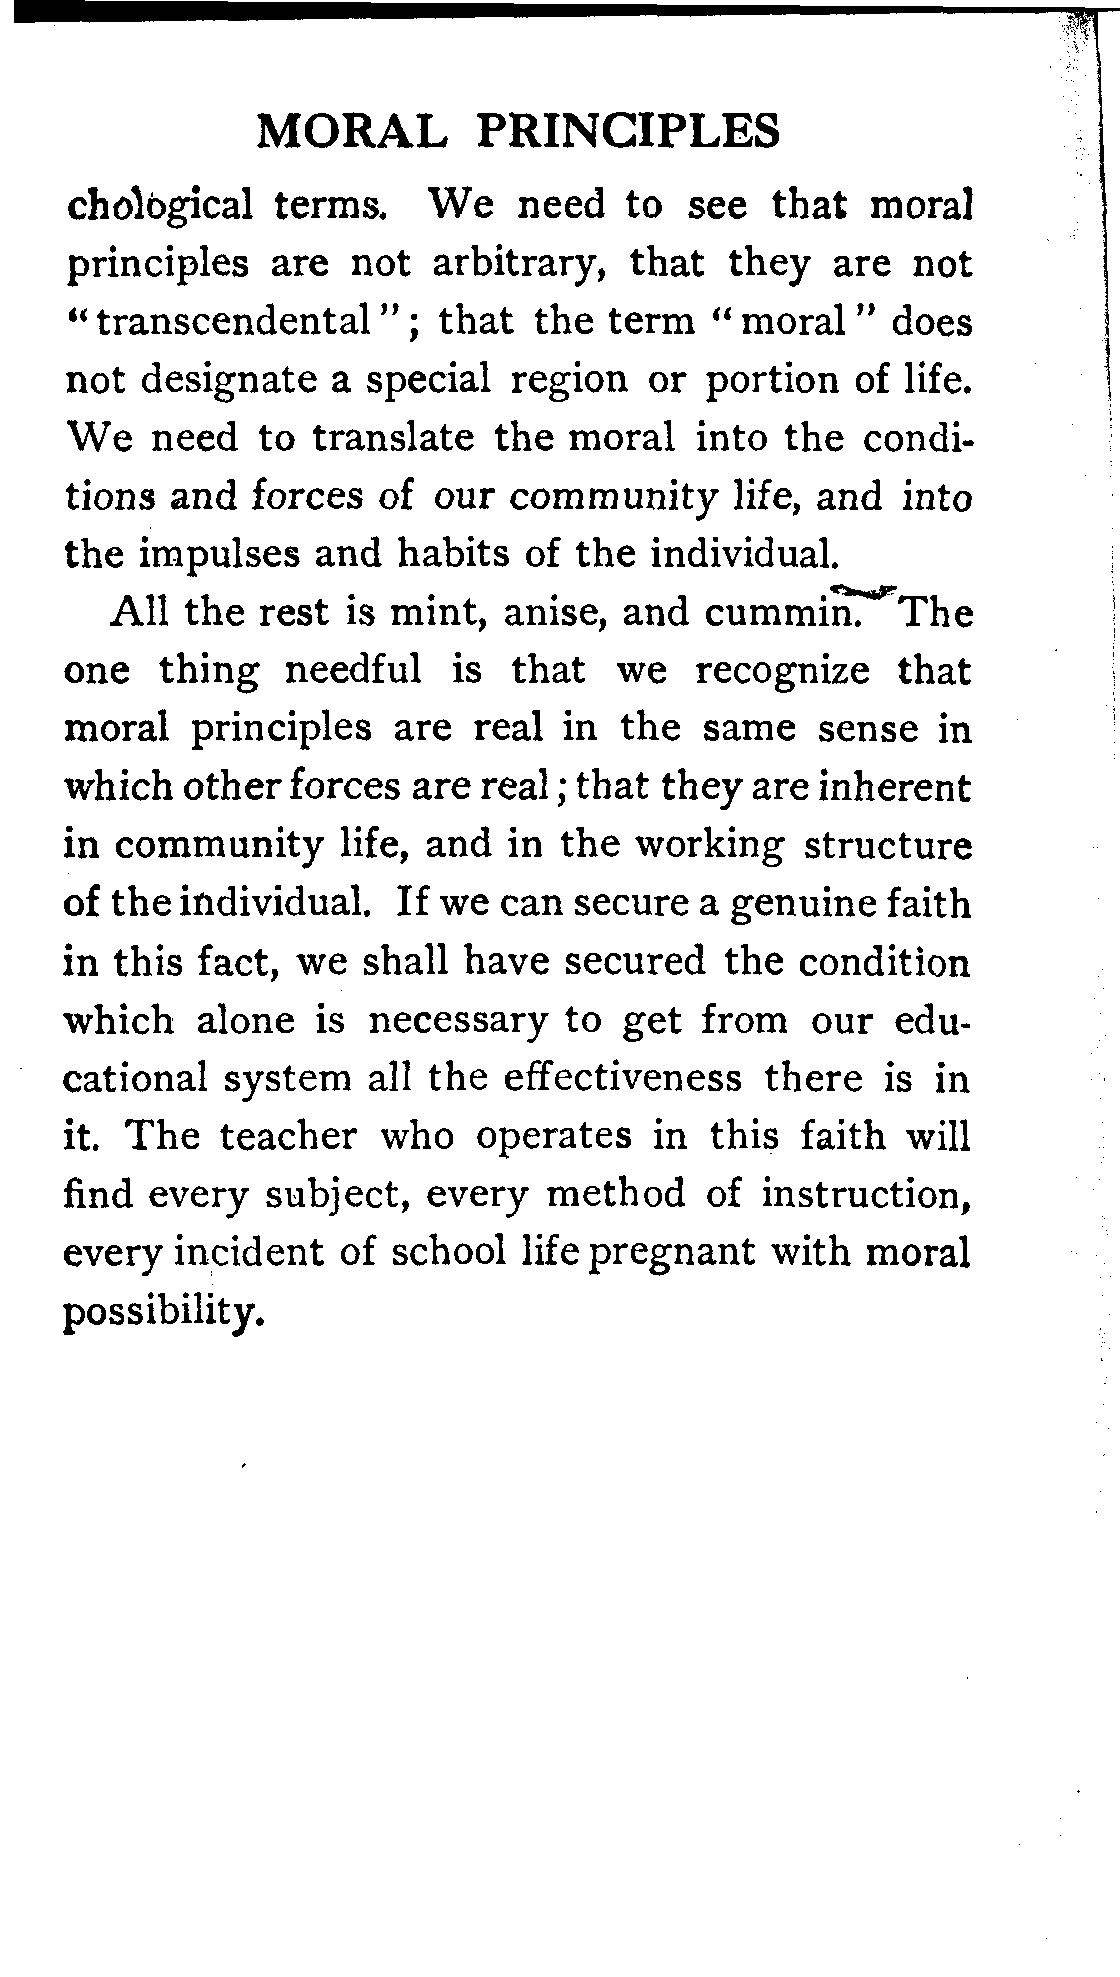 MORAL PRINCIPLES
chological terms. We need to see that moral
principles are not arbitrary, that they are not
“transcendental”; that the term “moral” does
not designate a special region or portion of life.
We need to translate the moral into the condi-
tions and forces of our community life, and into
the impulses and habits of the individual.
All the rest is mint, anise, and cummin. The
one thing needful is that we recognize that
moral principles are real in the same sense in
which other forces are real; that they are inherent
in community life, and in the working structure
of the individual. If we can secure a genuine faith
in this fact, we shall have secured the condition
which alone is necessary to get from our edu-
cational system all the effectiveness there is in
it. The teacher who operates in this faith will
find every subject, every method of instruction,
every incident of school life pregnant with moral
possibility.